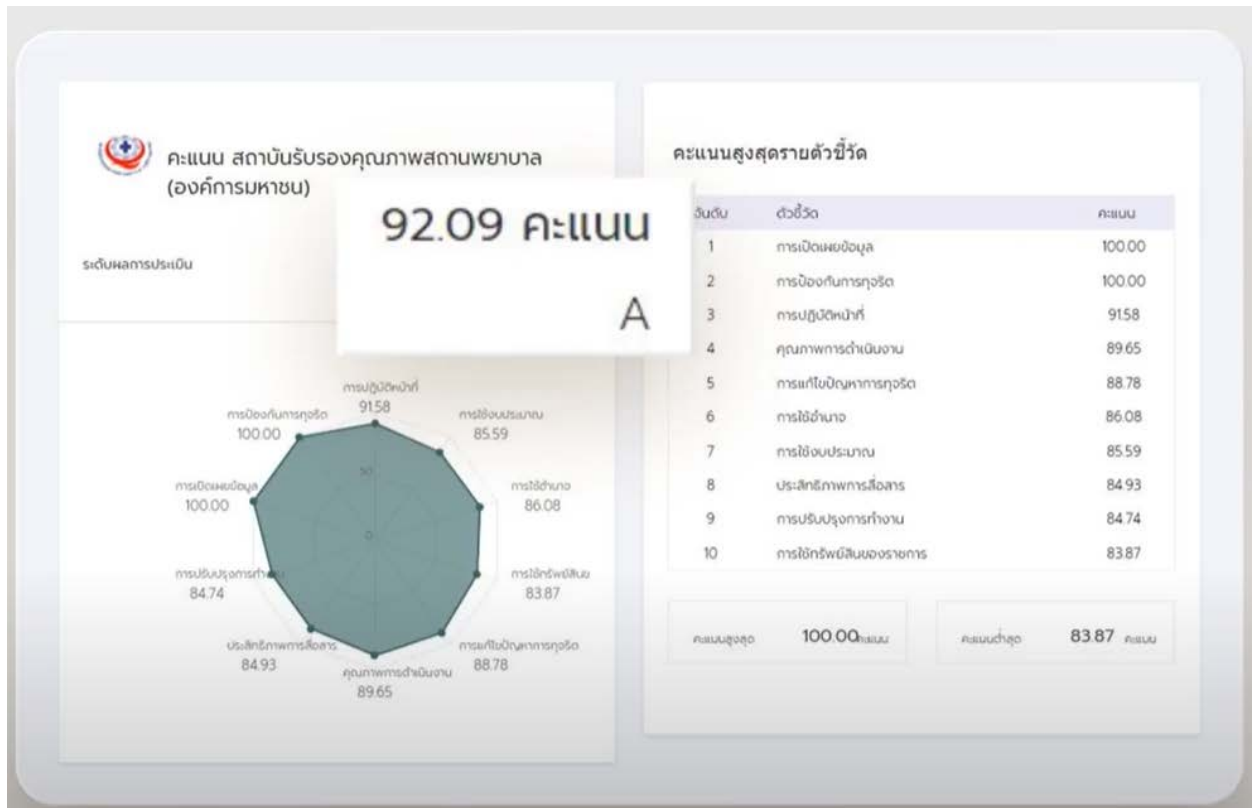 คะแนน สถาบันรับรองคุณภาพสถานพยาบาล
(องค์การมหาชน)
92.09 คะแนน
ระดับผลการประเมิน
A
การปฏิบัติหน้าที่
91.58
การป้องกันการทุจริต
100.00
การใช้งบประมาณ
85.59
การเปิดเผยข้อมูล
100.00
การใช้อำนาจ
86.08
50
0
การปรับปรุงการทำงาน
84.74
การใช้ทรัพย์สินข
83.87
ประสิทธิภาพการสื่อสาร
84.93
การแก้ไขปัญหาการทุจริต
88.78
คุณภาพการดำเนินงาน
89.65
คะแนนสูงสุดรายตัวชี้วัด
อันดับ ตัวชี้วัด คะแนน
1 การเปิดเผยข้อมูล 100.00
2 การป้องกันการทุจริต 100.00
3 การปฏิบัติหน้าที่ 91.58
4 คุณภาพการดำเนินงาน 89.65
5 การแก้ไขปัญหาการทุจริต 88.78
6 การใช้อำนาจ 86.08
7 การใช้งบประมาณ 85.59
8 ประสิทธิภาพการสื่อสาร 84.93
9 การปรับปรุงการทำงาน 84.74
10 การใช้ทรัพย์สินของราชการ 83.87
คะแนนสูงสุด 100.00 คะแนน คะแนนต่ำสุด 83.87 คะแนน